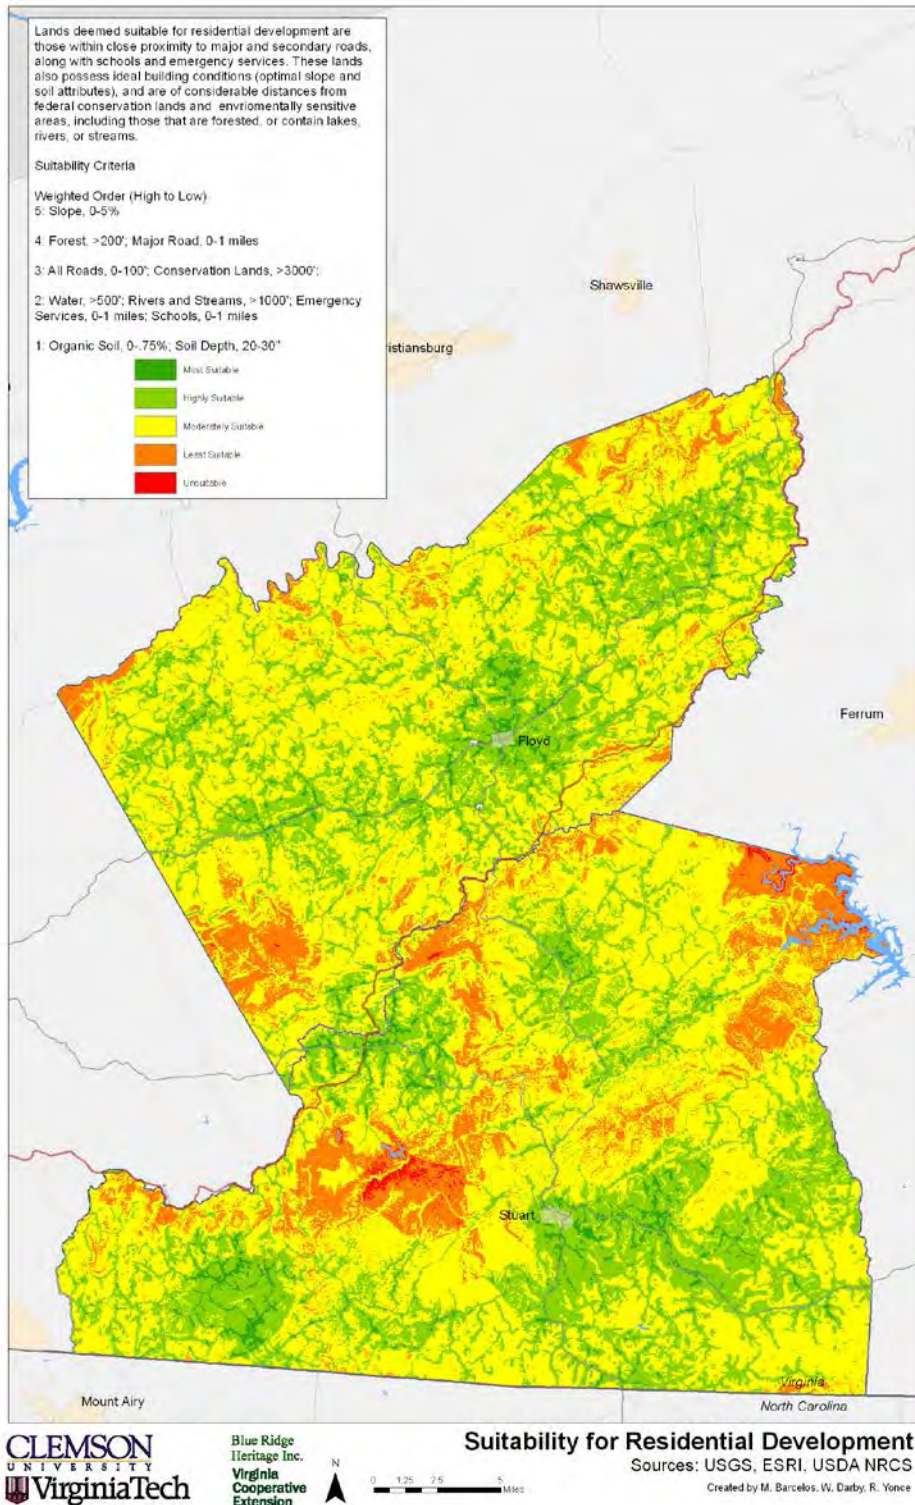 Lands deemed suitable for residential development are
those within close proximity to major and secondary roads,
along with schools and emergency services. These lands
also possess ideal building conditions (optimal slope and
soil attributes), and are of considerable distances from
federal conservation lands and envriomentally sensitive
areas, including those that are forested, or contain lakes,
rivers, or streams.
Suitability Criteria
Weighted Order (High to Low)
5: Slope, 0-5%
4: Forest, >200'; Major Road, 0-1 miles
3: All Roads, 0-100'; Conservation Lands, >3000';
2: Water, >500'; Rivers and Streams, >1000'; Emergency
Services, 0-1 miles; Schools, 0-1 miles
1: Organic Soil, 0-.75%; Soil Depth, 20-30"
Most Suitable
Highly Suitable
Moderately Suitable
Least Suitable
Unsuitable
Shawsville
ristiansburg
Ferrum
Floyd
Stuart
Virginia
North Carolina
Mount Airy
CLEMSON
UNIVERSITY
VirginiaTech
Blue Ridge
Heritage Inc.
Virginia
Cooperative
Extension
N
0 1.25 2.5 5
Miles
Suitability for Residential Development
Sources: USGS, ESRI, USDA NRCS
Created by M. Barcelos, W. Darby, R. Yonce